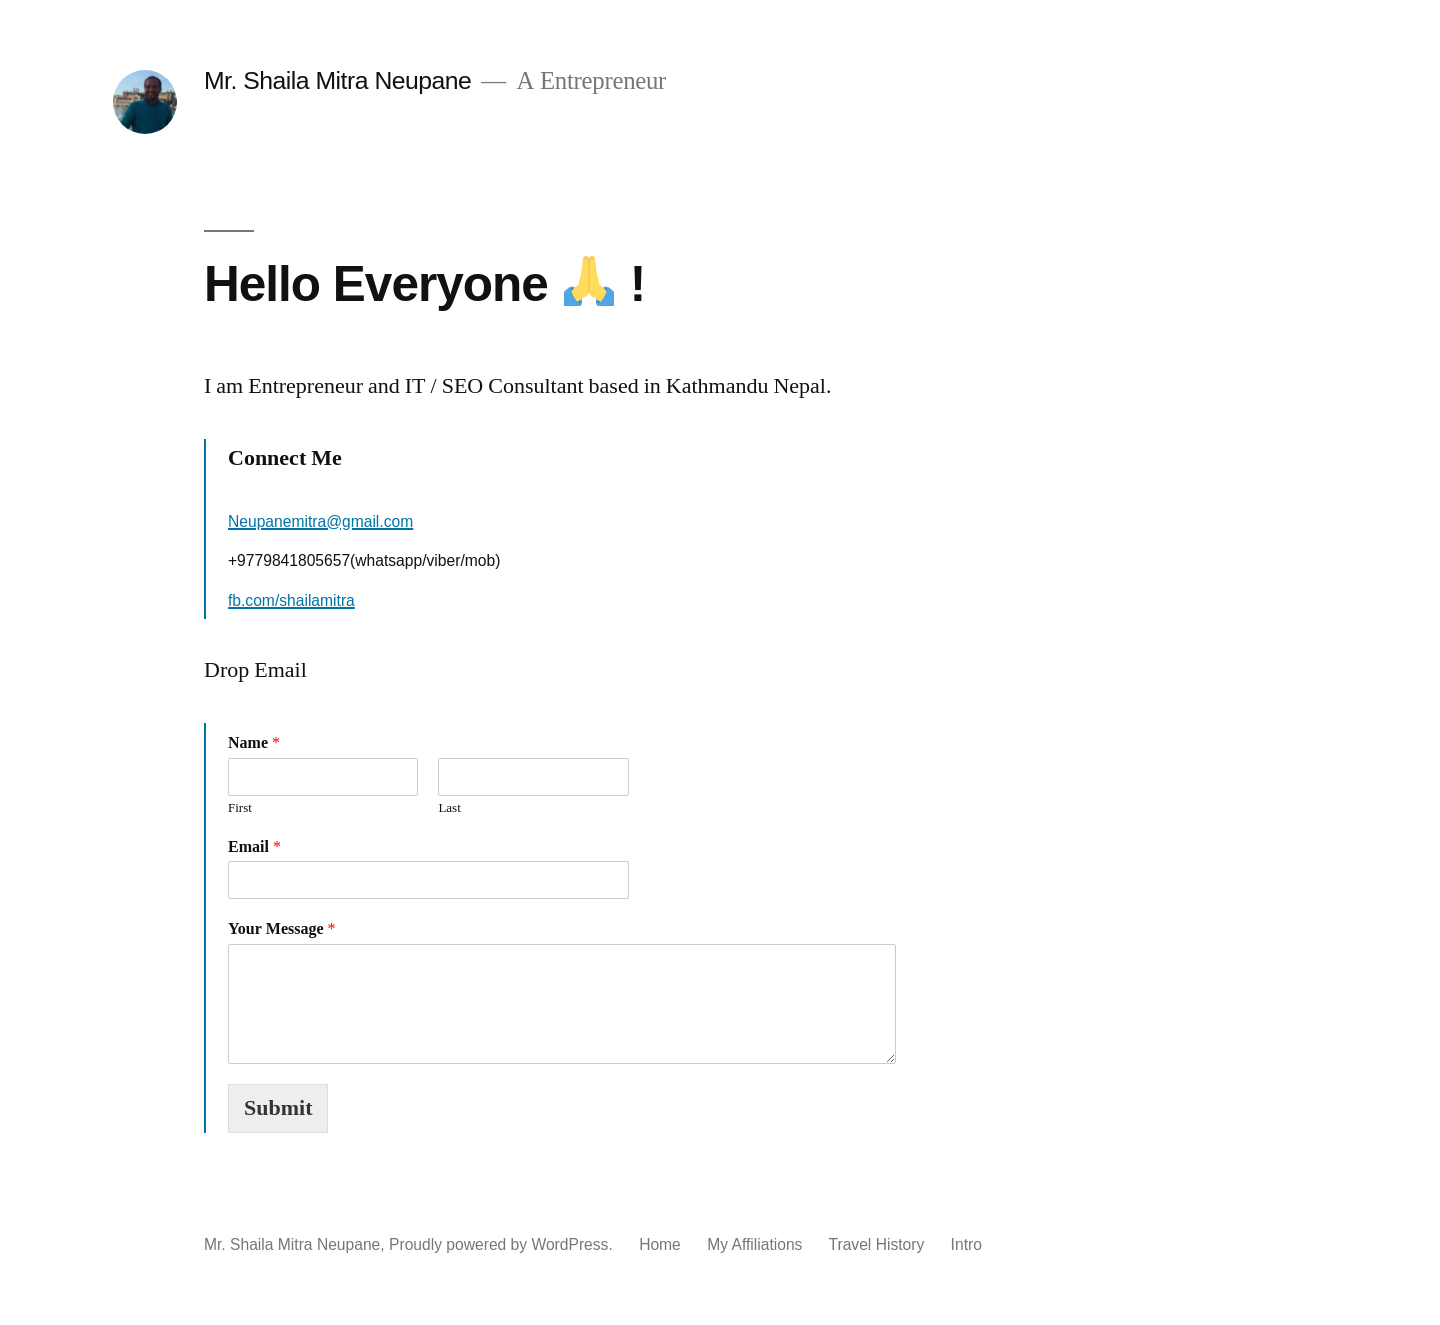 Mr. Shaila Mitra Neupane — A Entrepreneur
Hello Everyone 🙏 !
I am Entrepreneur and IT / SEO Consultant based in Kathmandu Nepal.
Connect Me
Neupanemitra@gmail.com
+9779841805657(whatsapp/viber/mob)
fb.com/shailamitra
Drop Email
Name *
First Last
Email *
Your Message *
Submit
Mr. Shaila Mitra Neupane, Proudly powered by WordPress. Home My Affiliations Travel History Intro